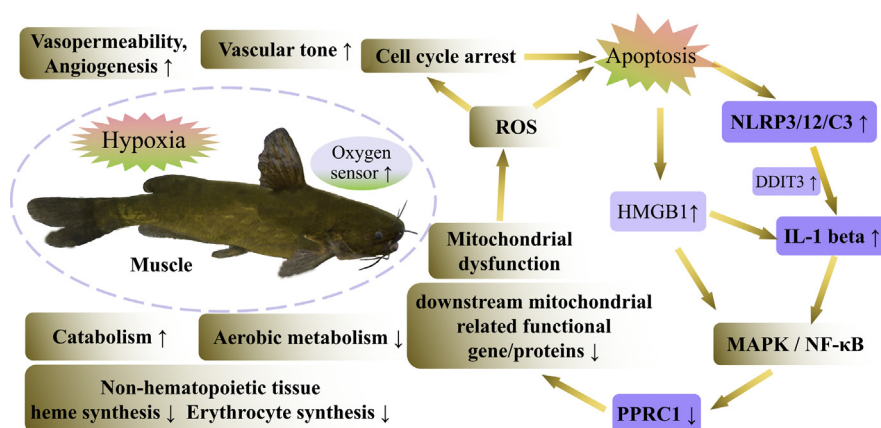 Vasopermeability,
Angiogenesis ↑
Vascular tone ↑
Cell cycle arrest
Apoptosis
Hypoxia
Oxygen
sensor ↑
Muscle
ROS
NLRP3/12/C3 ↑
DDIT3 ↑
HMGB1↑
IL-1 beta ↑
Mitochondrial
dysfunction
downstream mitochondrial
related functional
gene/proteins ↓
Catabolism ↑
Aerobic metabolism ↓
MAPK / NF-κB
Non-hematopoietic tissue
heme synthesis ↓ Erythrocyte synthesis ↓
PPRC1 ↓